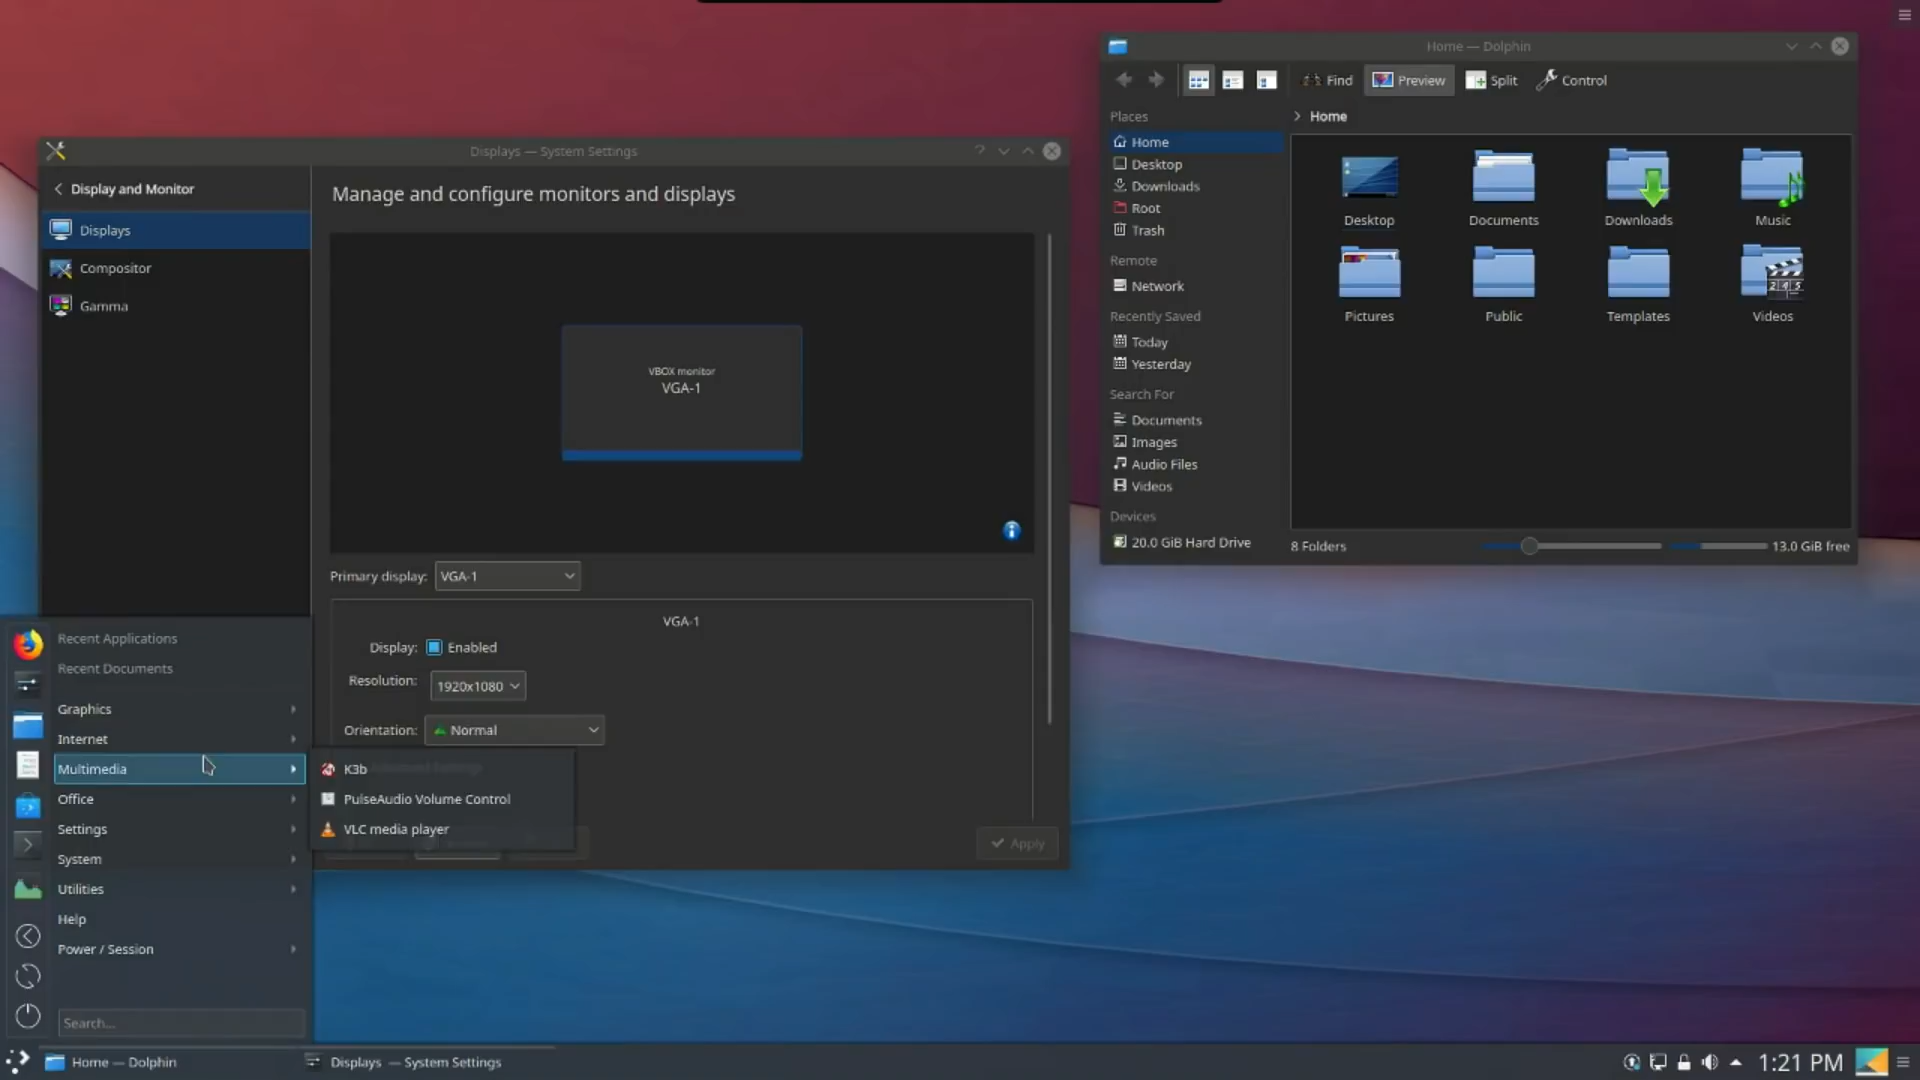 Home — Dolphin
Find
Preview
Split
Control
Places
Home
Home
Desktop
Downloads
Root
Trash
Remote
Network
Recently Saved
Today
Yesterday
Search For
Documents
Images
Audio Files
Videos
Devices
20.0 GiB Hard Drive
Desktop
Documents
Downloads
Music
Pictures
Public
Templates
Videos
8 Folders
13.0 GiB free
Displays — System Settings
Display and Monitor
Displays
Compositor
Gamma
Manage and configure monitors and displays
VBOX monitor
VGA-1
Primary display: VGA-1
VGA-1
Display: Enabled
Resolution: 1920x1080
Orientation: Normal
Apply
Recent Applications
Recent Documents
Graphics
Internet
Multimedia
Office
Settings
System
Utilities
Help
Power / Session
Search...
K3b
PulseAudio Volume Control
VLC media player
Home — Dolphin
Displays — System Settings
1:21 PM